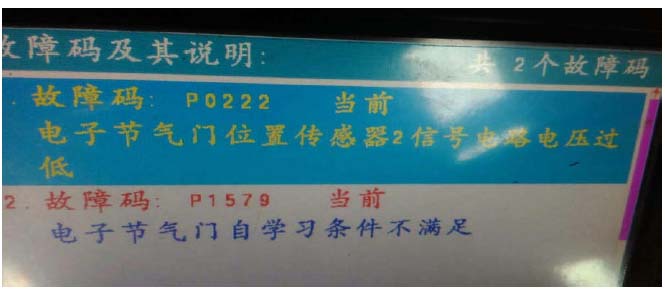 故障码及其说明: 共 2个故障码
. 故障码: P0222 当前
电子节气门位置传感器2信号电路电压过
低
2. 故障码: P1579 当前
电子节气门自学习条件不满足